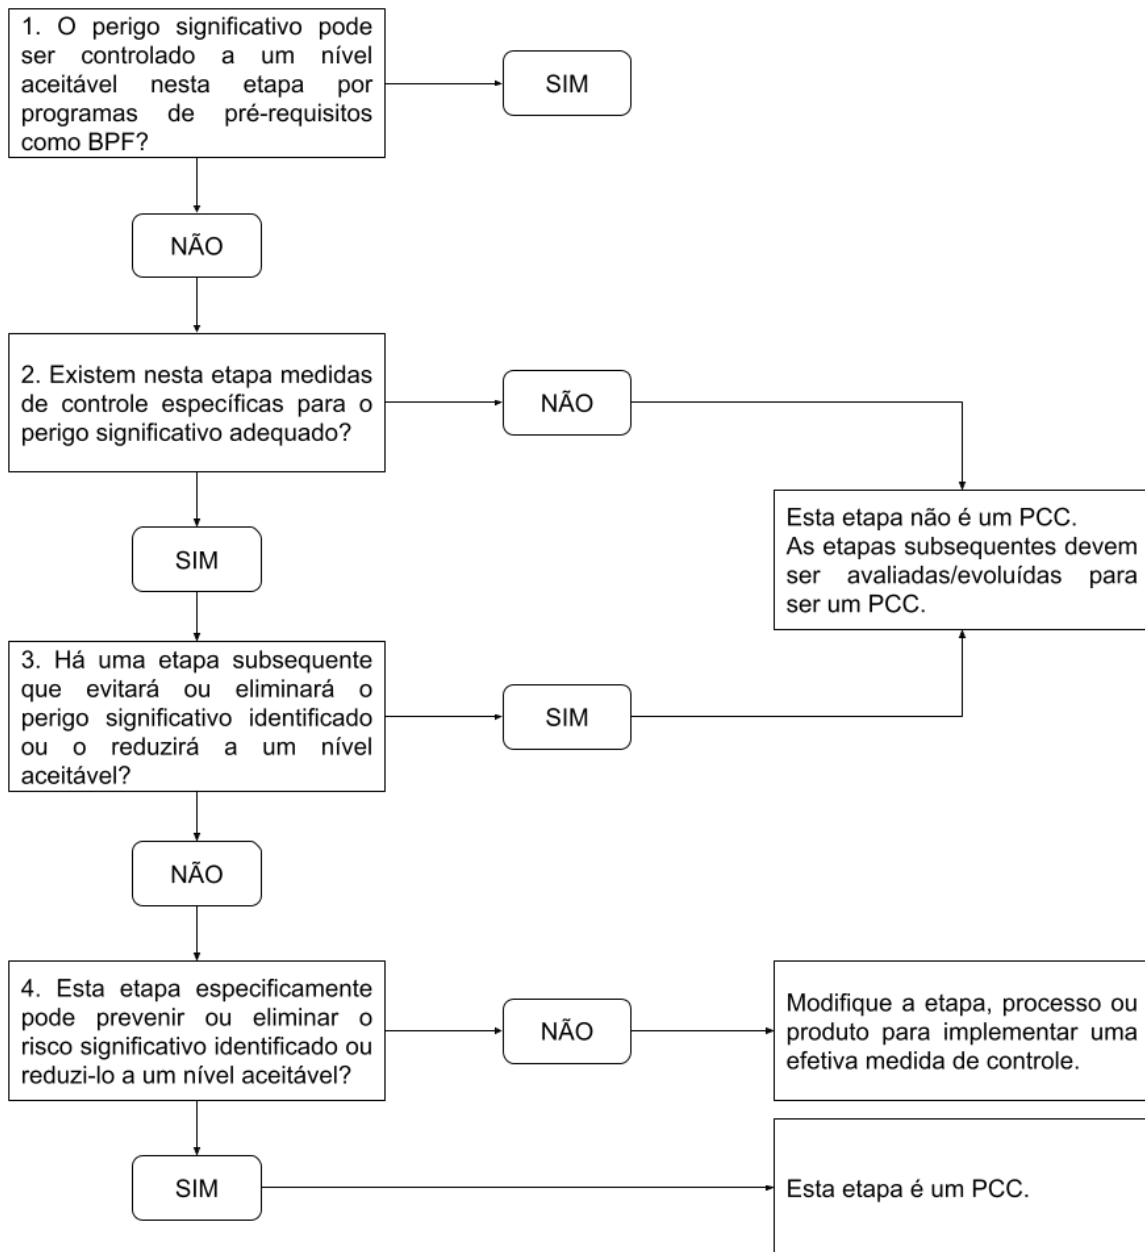 1. O perigo significativo pode
ser controlado a um nível
aceitável nesta etapa por
programas de pré-requisitos
como BPF?
SIM
NÃO
2. Existem nesta etapa medidas
de controle específicas para o
perigo significativo adequado?
NÃO
Esta etapa não é um PCC.
As etapas subsequentes devem
ser avaliadas/evoluídas para
ser um PCC.
SIM
3. Há uma etapa subsequente
que evitará ou eliminará o
perigo significativo identificado
ou o reduzirá a um nível
aceitável?
SIM
NÃO
4. Esta etapa especificamente
pode prevenir ou eliminar o
risco significativo identificado ou
reduzi-lo a um nível aceitável?
NÃO
Modifique a etapa, processo ou
produto para implementar uma
efetiva medida de controle.
SIM
Esta etapa é um PCC.